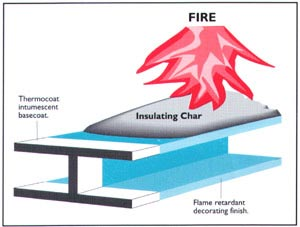 FIRE
Thermocoat
intumescent
basecoat.
Insulating Char
Flame retardant
decorating finish.